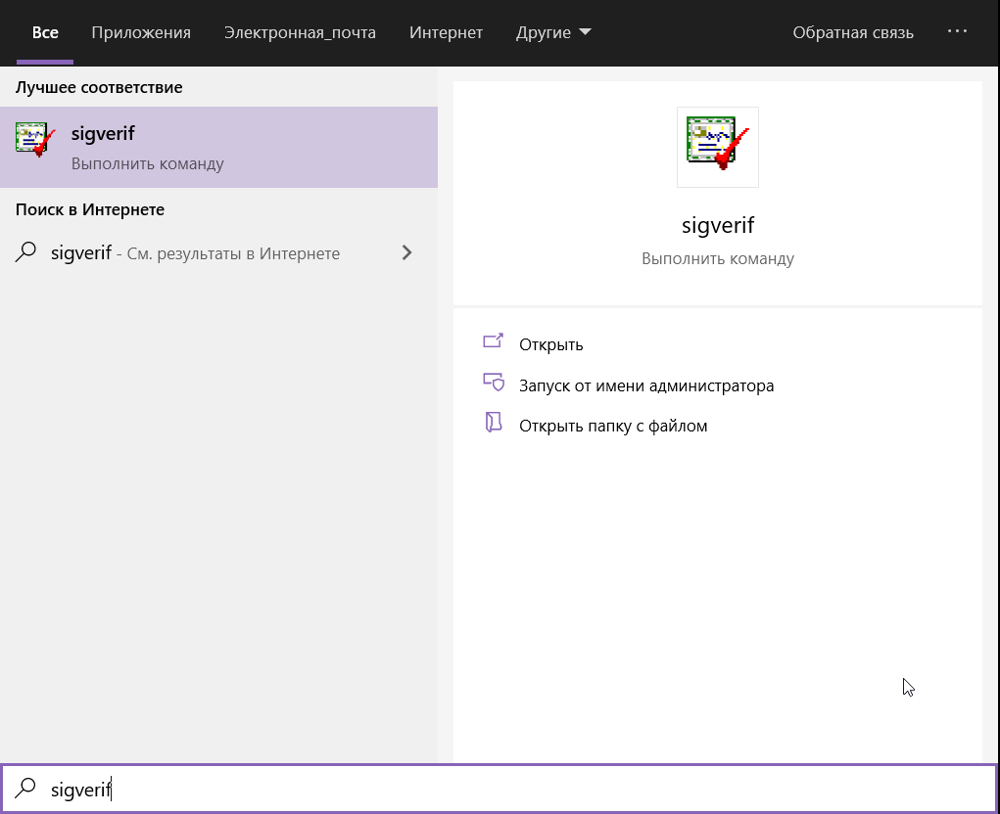 Все Приложения Электронная_почта Интернет Другие Обратная связь ···
Лучшее соответствие
sigverif
Выполнить команду
Поиск в Интернете
sigverif - См. результаты в Интернете
sigverif
Выполнить команду
Открыть
Запуск от имени администратора
Открыть папку с файлом
sigverif